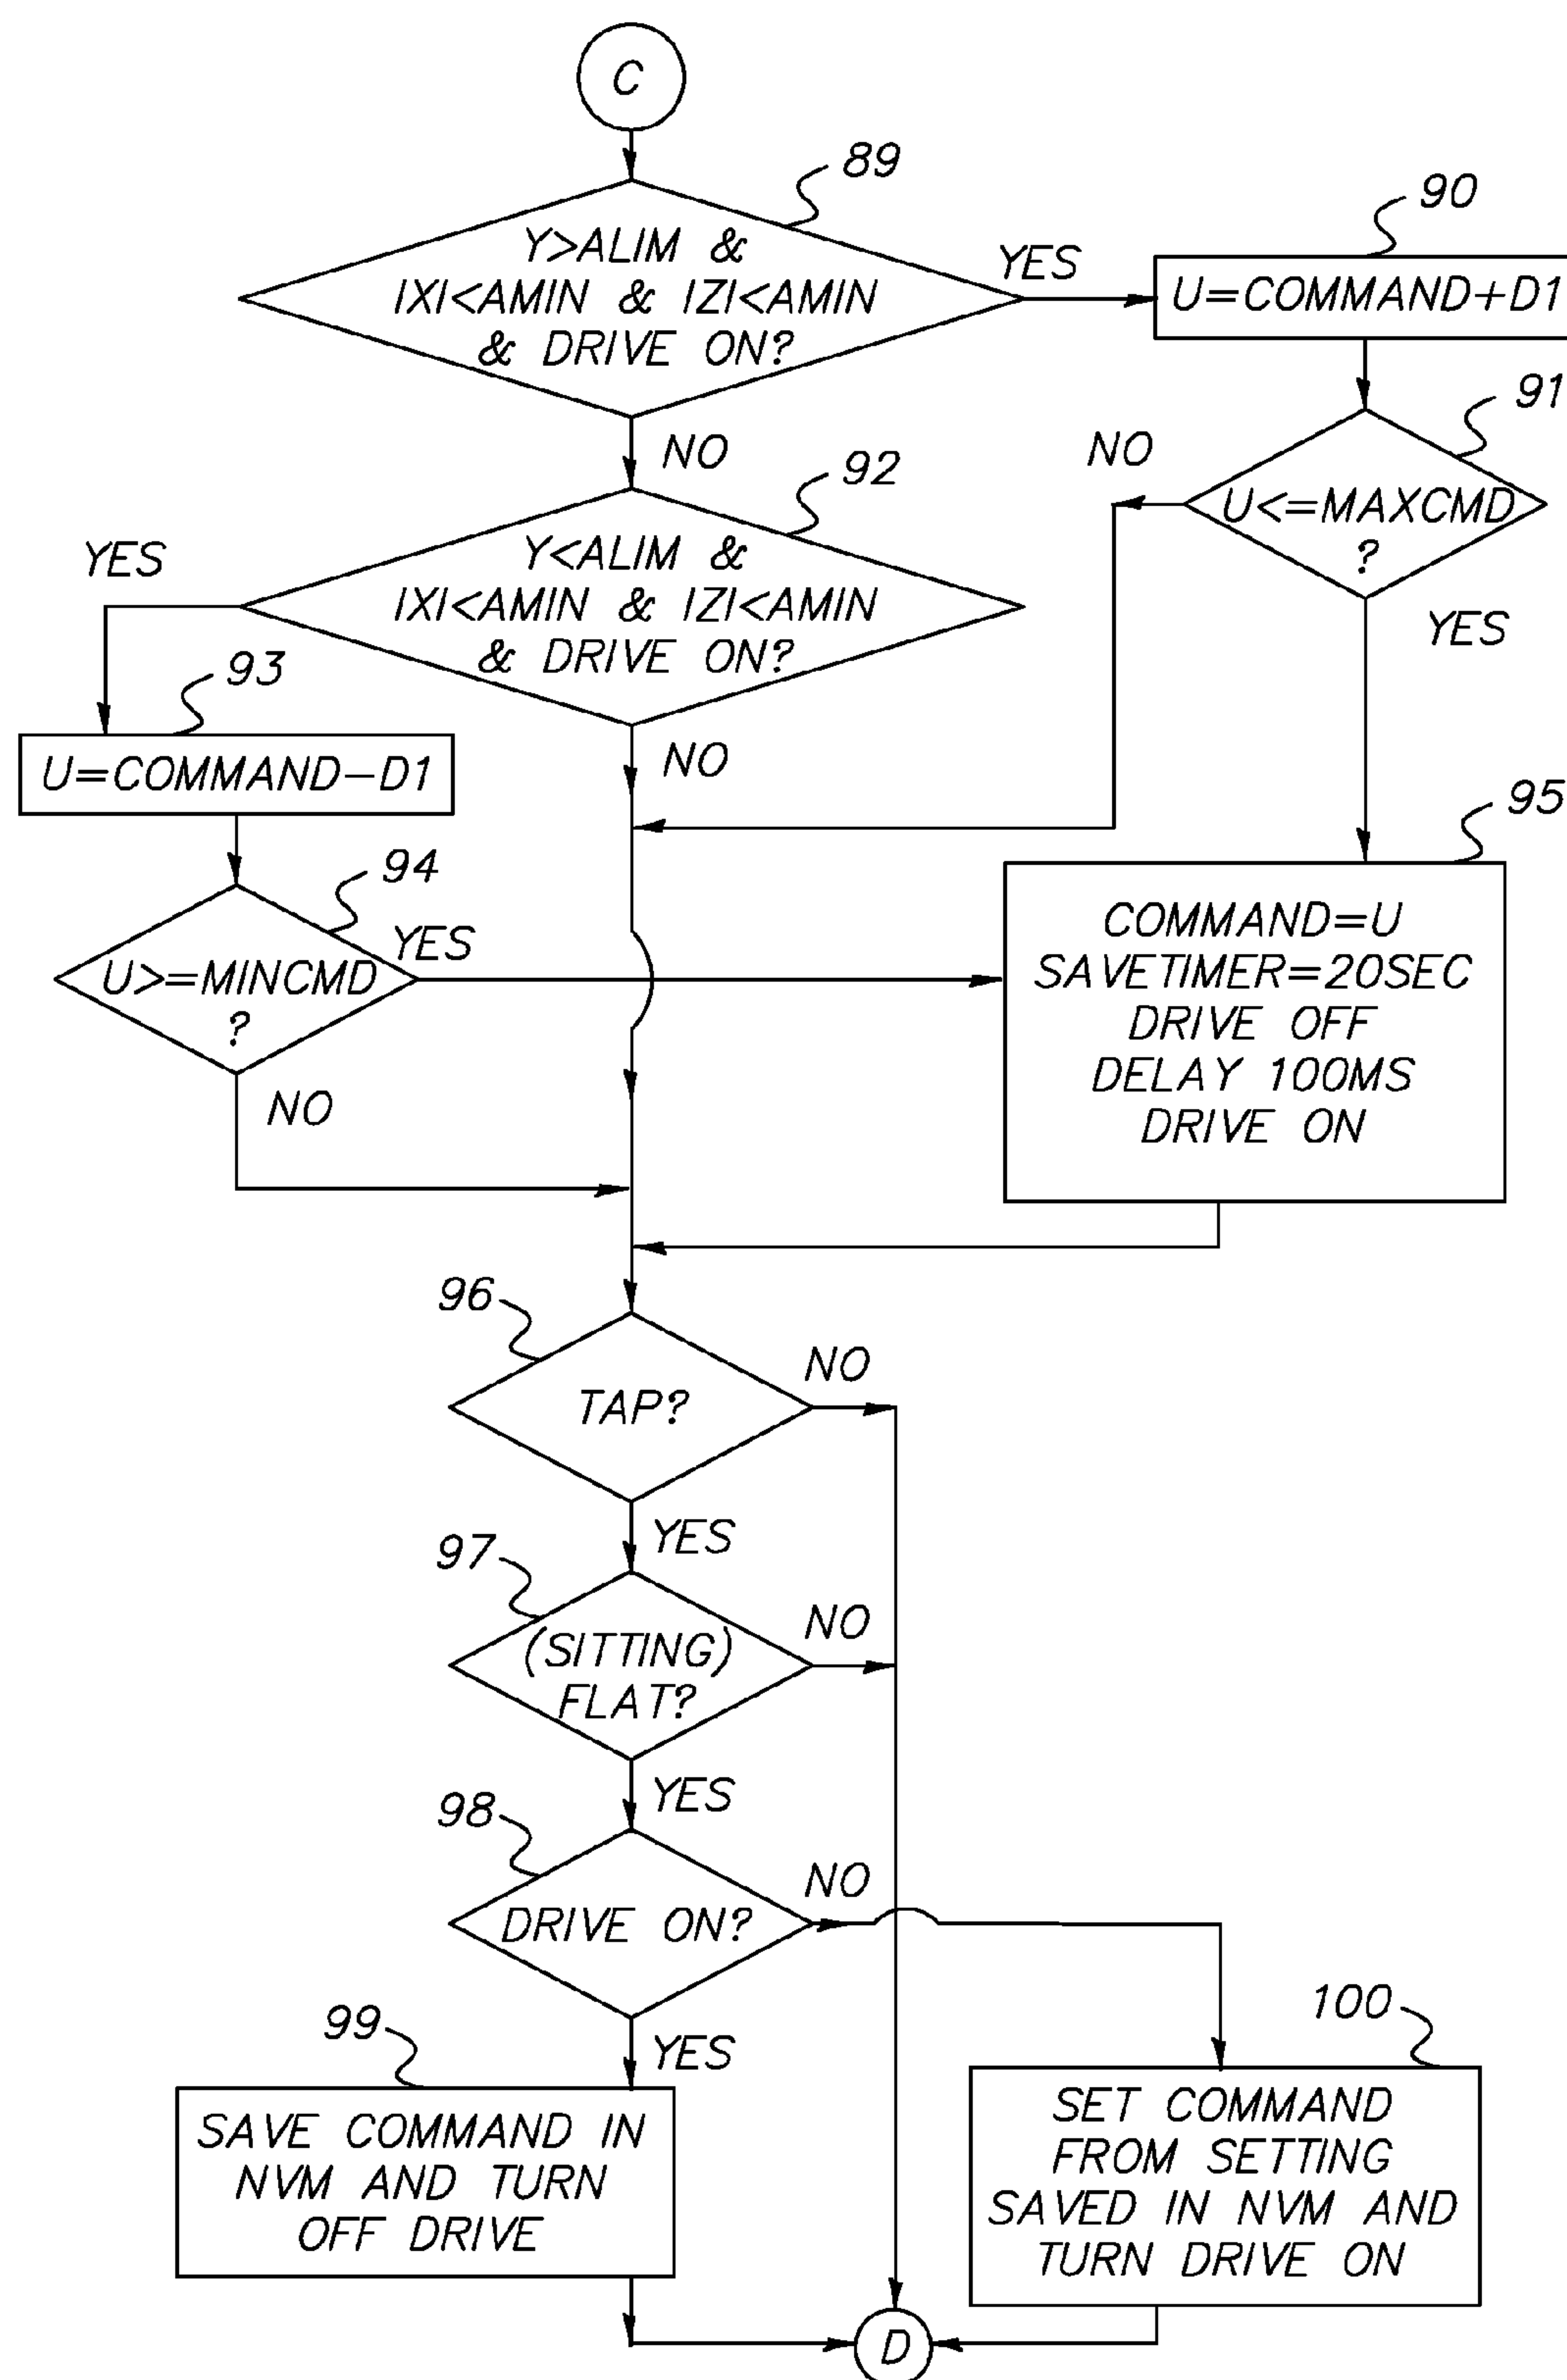 C
89
Y>ALIM &
IXI<AMIN & IZI<AMIN
& DRIVE ON?
YES
90
U=COMMAND+D1
NO
91
U<=MAXCMD
?
YES
NO
92
Y<ALIM &
IXI<AMIN & IZI<AMIN
& DRIVE ON?
YES
93
U=COMMAND-D1
NO
94
U>=MINCMD
?
YES
NO
95
COMMAND=U
SAVETIMER=20SEC
DRIVE OFF
DELAY 100MS
DRIVE ON
96
TAP?
NO
YES
97
(SITTING)
FLAT?
NO
YES
98
DRIVE ON?
NO
YES
99
SAVE COMMAND IN
NVM AND TURN
OFF DRIVE
100
SET COMMAND
FROM SETTING
SAVED IN NVM AND
TURN DRIVE ON
D